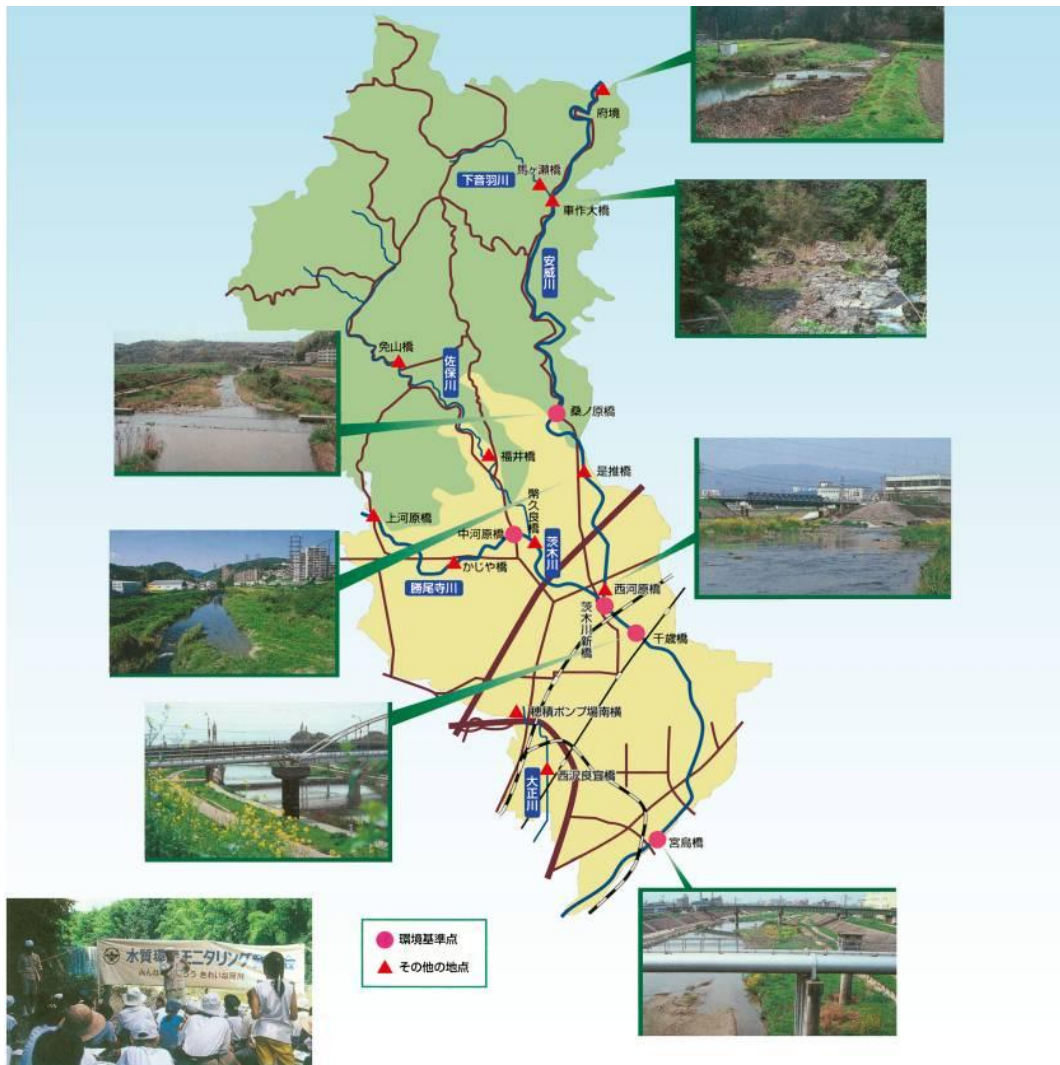 府境
馬ヶ瀬橋
下音羽川
車作大橋
安威川
免山橋
佐保川
桑ノ原橋
福井橋
是推橋
幣久良橋
上河原橋
中河原橋
茨木川
かじや橋
勝尾寺川
西河原橋
茨木川新橋
千歳橋
穂積ポンプ場南横
西沢良宜橋
大正川
宮鳥橋
環境基準点
その他の地点
水質環 モニタリング